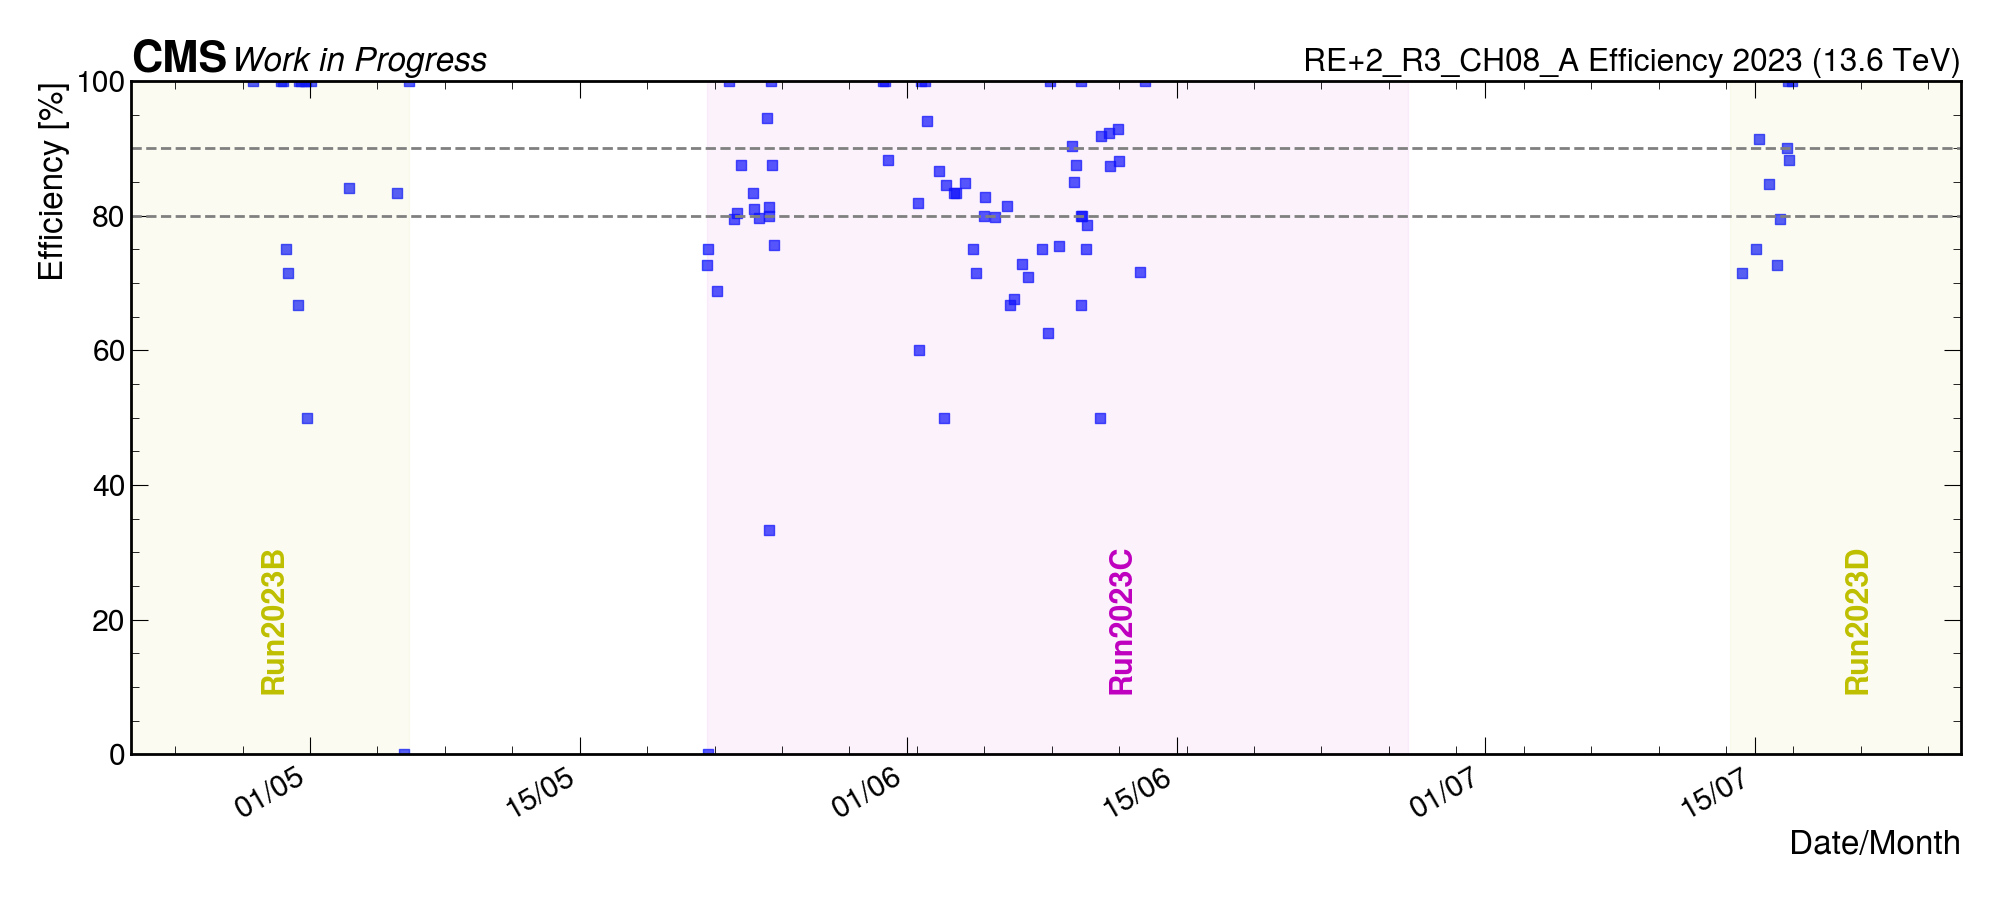 CMS Work in Progress
RE+2_R3_CH08_A Efficiency 2023 (13.6 TeV)
Efficiency [%]
100
80
60
40
20
0
Run2023B
Run2023C
Run2023D
01/05
15/05
01/06
15/06
01/07
15/07
Date/Month